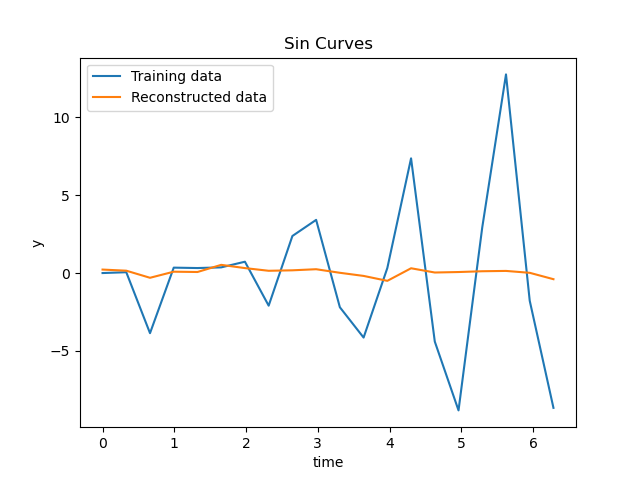 Sin Curves
Training data
Reconstructed data
10
5
0
−5
y
0 1 2 3 4 5 6
time